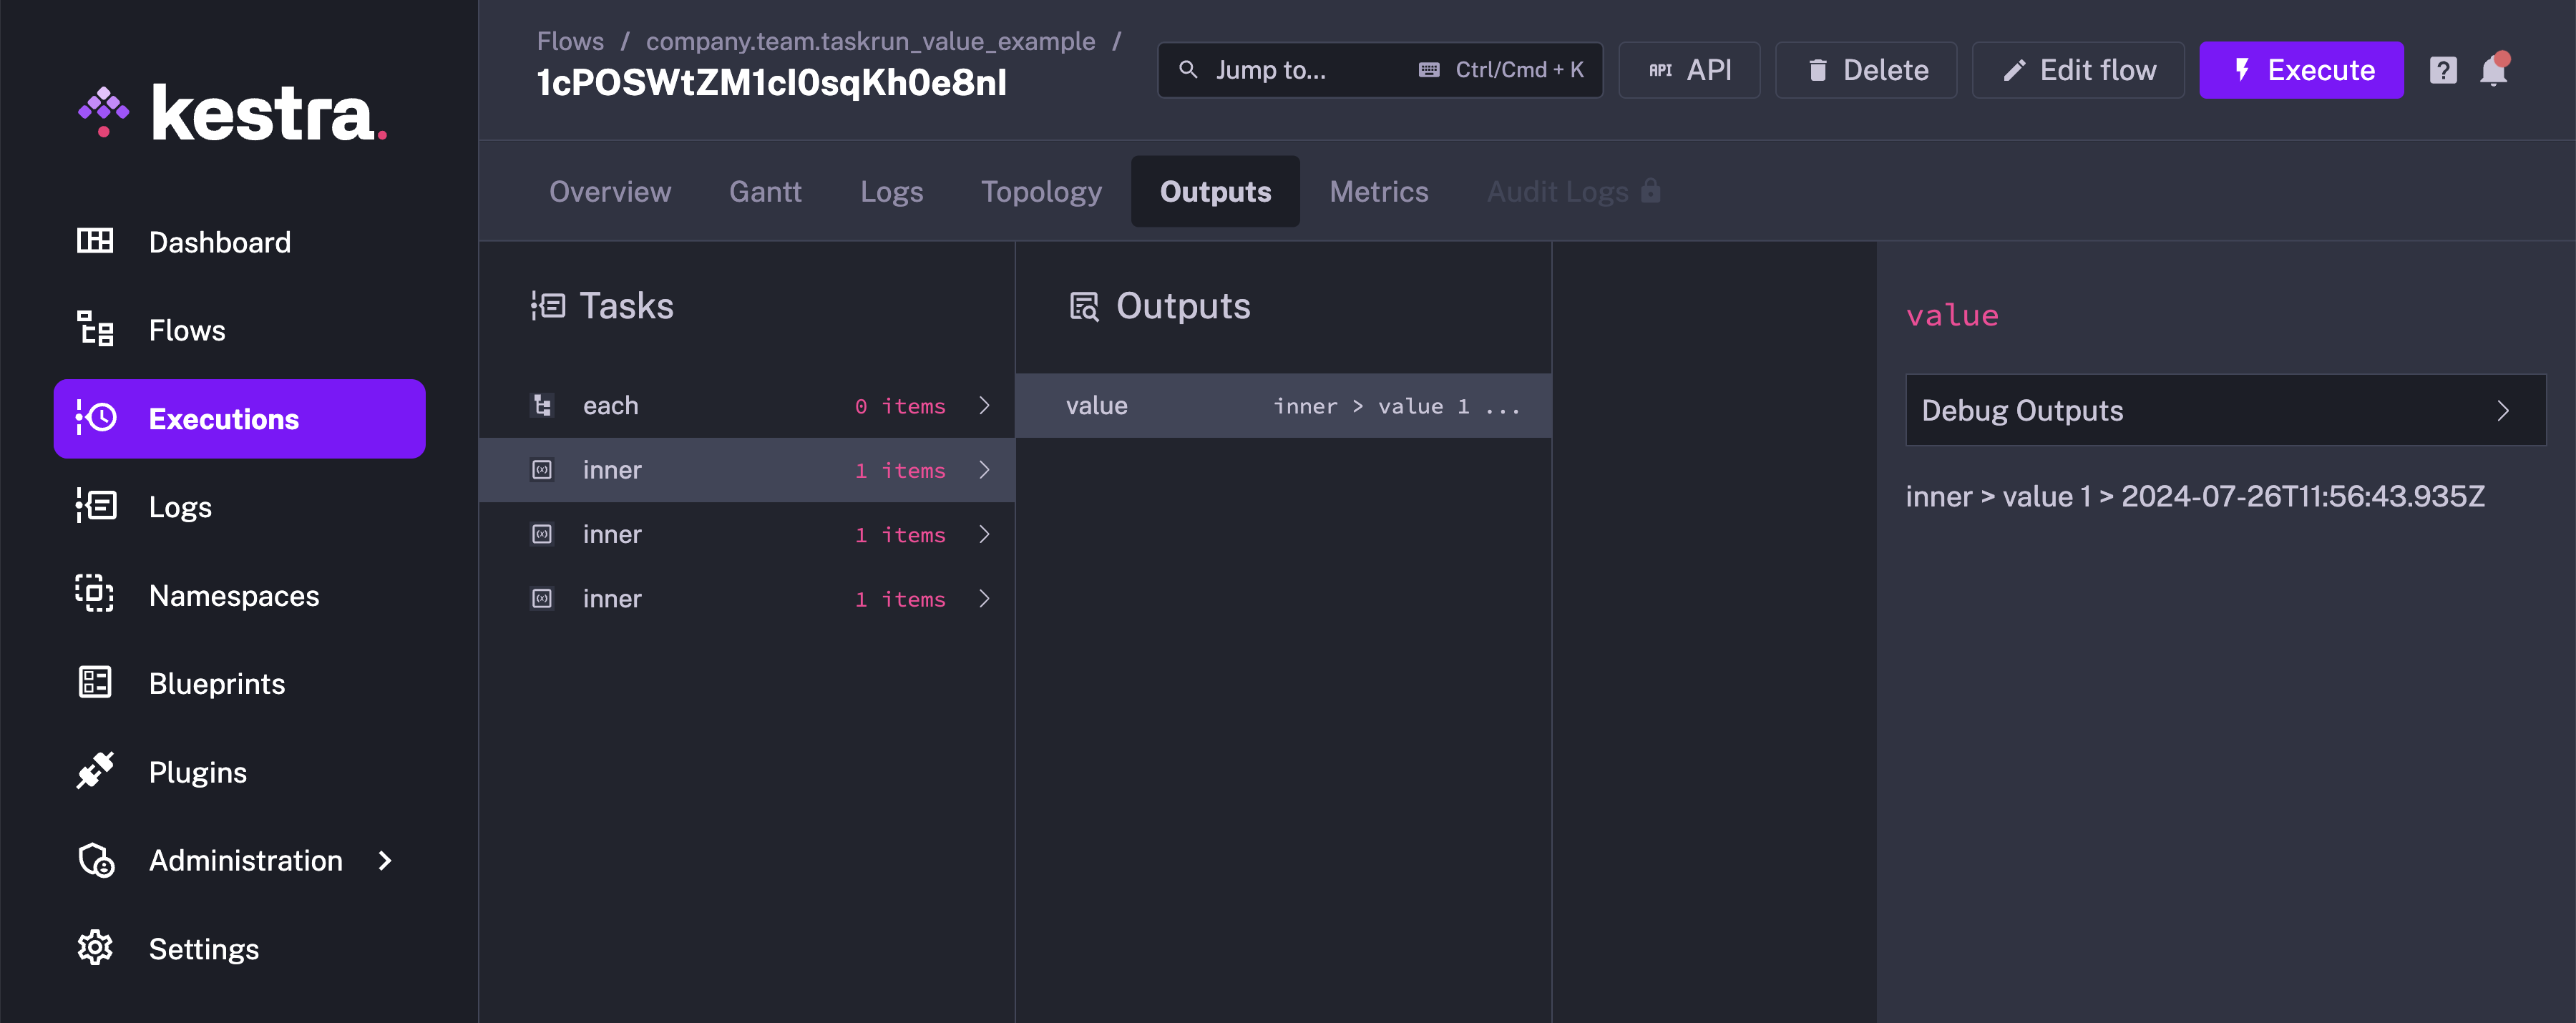 kestra.
Dashboard
Flows
Executions
Logs
Namespaces
Blueprints
Plugins
Administration
Settings
Flows / company.team.taskrun_value_example /
1cPOSWtZM1cI0sqKh0e8nI
Jump to... Ctrl/Cmd + K
API API
Delete
Edit flow
Execute
?
Overview
Gantt
Logs
Topology
Outputs
Metrics
Audit Logs
Tasks
each 0 items
inner 1 items
inner 1 items
inner 1 items
Outputs
value inner > value 1 ...
value
Debug Outputs
inner > value 1 > 2024-07-26T11:56:43.935Z